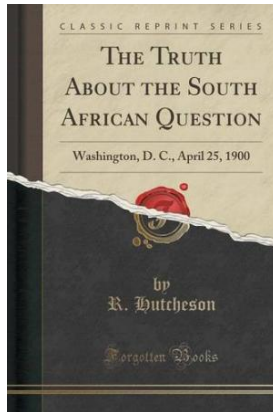 CLASSIC REPRINT SERIES
THE TRUTH
ABOUT THE SOUTH
AFRICAN QUESTION
Washington, D. C., April 25, 1900
by
R. Hutcheson
Forgotten Books